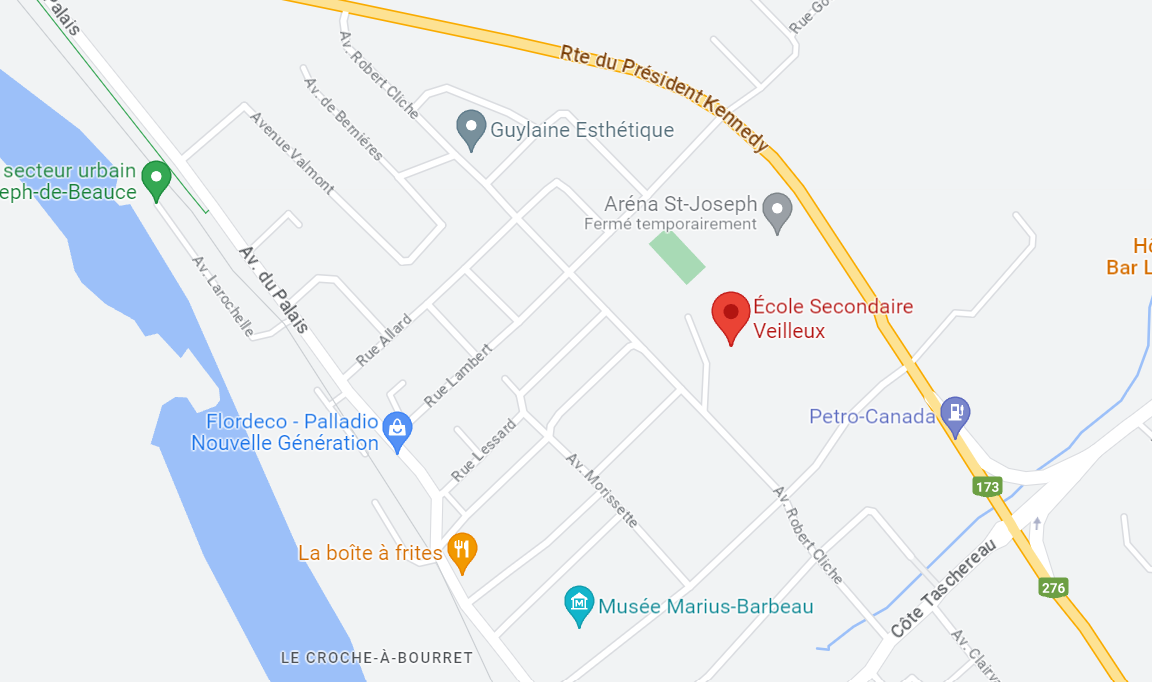 Palais
Rue Go
Rte du Président Kennedy
Av. Robert Cliche
Av. de Berniéres
Avenue Valmont
Guylaine Esthétique
secteur urbain
eph-de-Beauce
Aréna St-Joseph
Fermé temporairement
Hô
Bar L
Av. Larochelle
Av. du Palais
École Secondaire
Veilleux
Rue Allard
Rue Lambert
Petro-Canada
Flordeco - Palladio
Nouvelle Génération
Rue Lessard
Av. Morissette
173
Av. Robert Cliche
La boîte à frites
Côte Taschereau
276
M
Musée Marius-Barbeau
Av. Clairv
LE CROCHE-À-BOURRET